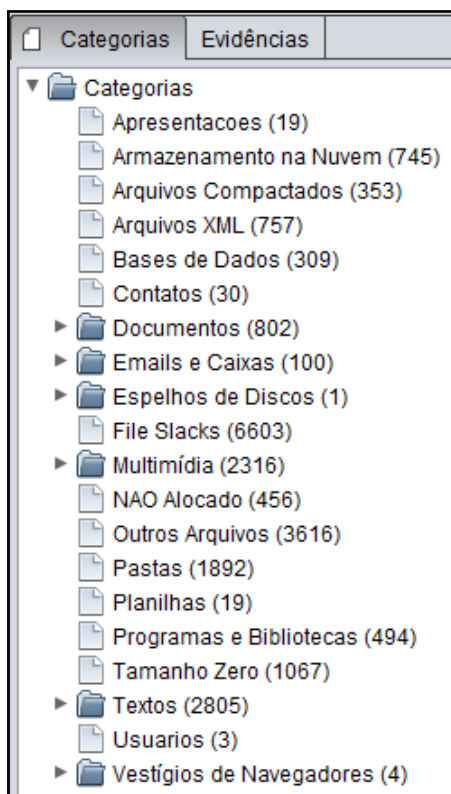 Categorias Evidências
Categorias
Apresentacoes (19)
Armazenamento na Nuvem (745)
Arquivos Compactados (353)
Arquivos XML (757)
Bases de Dados (309)
Contatos (30)
Documentos (802)
Emails e Caixas (100)
Espelhos de Discos (1)
File Slacks (6603)
Multimídia (2316)
NAO Alocado (456)
Outros Arquivos (3616)
Pastas (1892)
Planilhas (19)
Programas e Bibliotecas (494)
Tamanho Zero (1067)
Textos (2805)
Usuarios (3)
Vestígios de Navegadores (4)